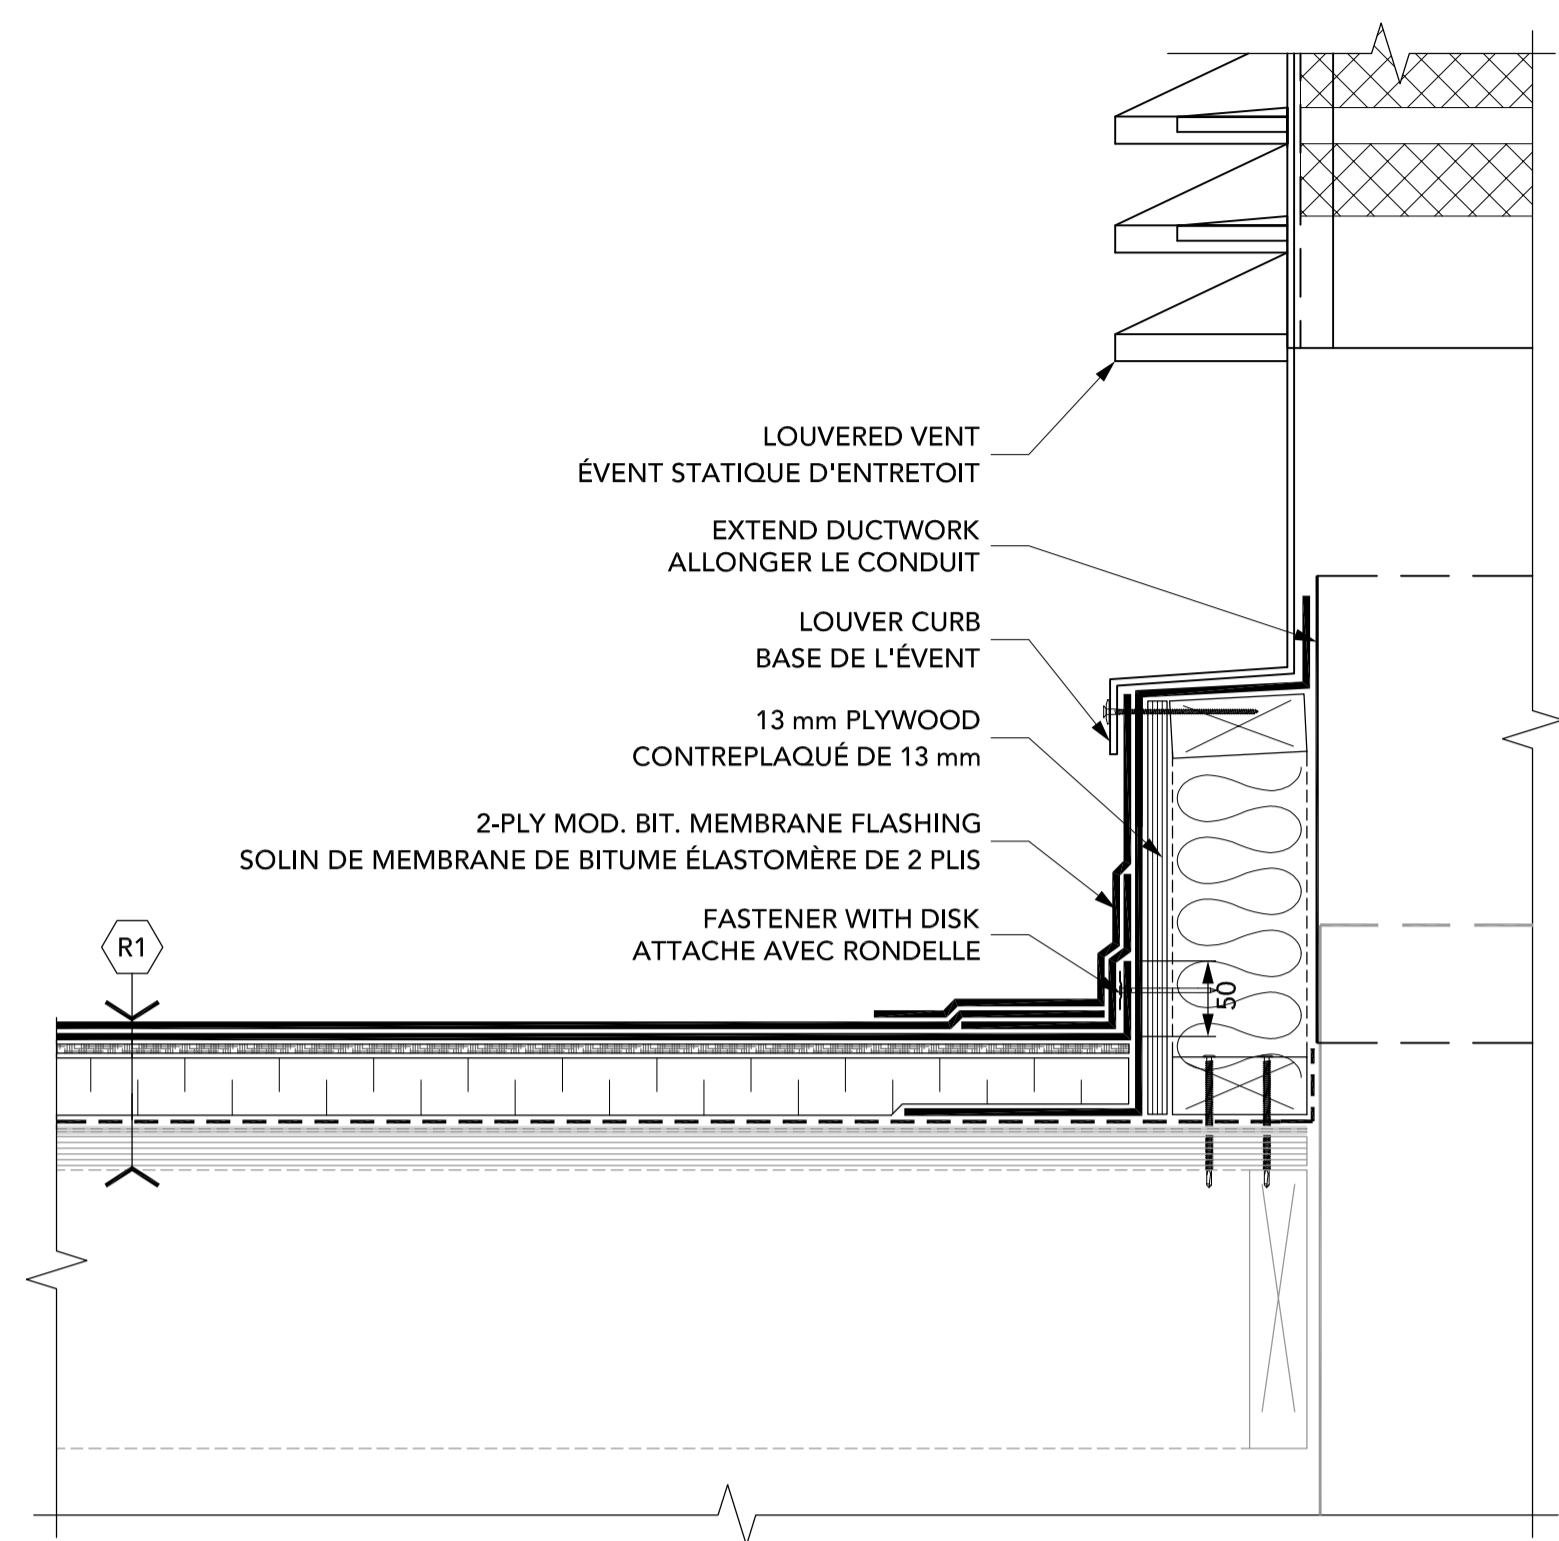 LOUVERED VENT
ÉVENT STATIQUE D'ENTRETOIT
EXTEND DUCTWORK
ALLONGER LE CONDUIT
LOUVER CURB
BASE DE L'ÉVENT
13 mm PLYWOOD
CONTREPLAQUÉ DE 13 mm
2-PLY MOD. BIT. MEMBRANE FLASHING
SOLIN DE MEMBRANE DE BITUME ÉLASTOMÈRE DE 2 PLIS
FASTENER WITH DISK
ATTACHE AVEC RONDELLE
R1
50